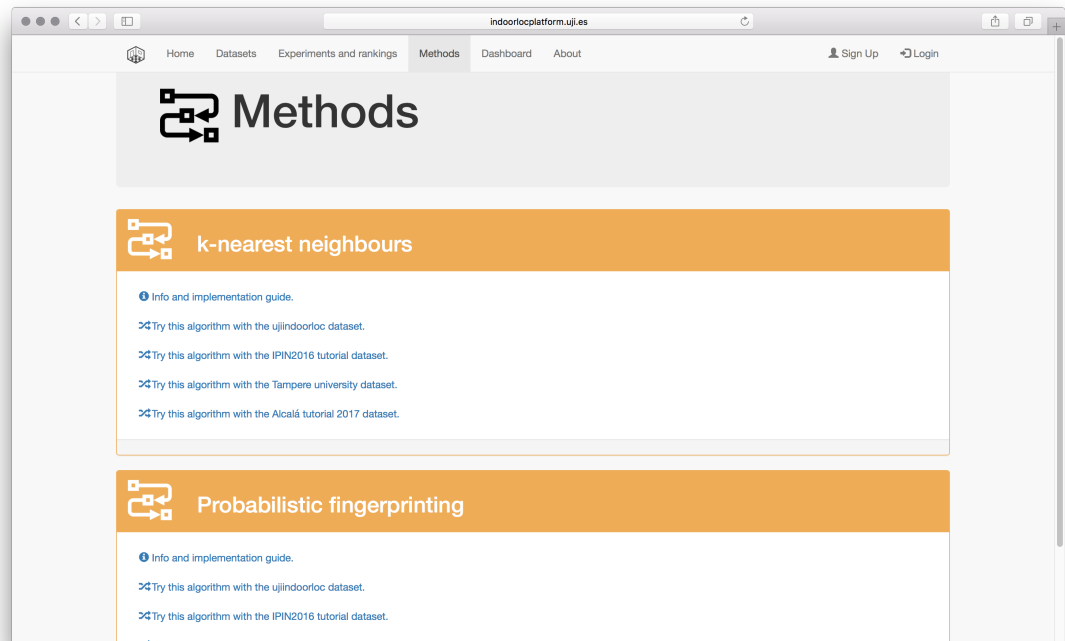 indoorlocplatform.uji.es
Home Datasets Experiments and rankings Methods Dashboard About Sign Up Login
Methods
k-nearest neighbours
Info and implementation guide.
Try this algorithm with the ujiindoorloc dataset.
Try this algorithm with the IPIN2016 tutorial dataset.
Try this algorithm with the Tampere university dataset.
Try this algorithm with the Alcalá tutorial 2017 dataset.
Probabilistic fingerprinting
Info and implementation guide.
Try this algorithm with the ujiindoorloc dataset.
Try this algorithm with the IPIN2016 tutorial dataset.